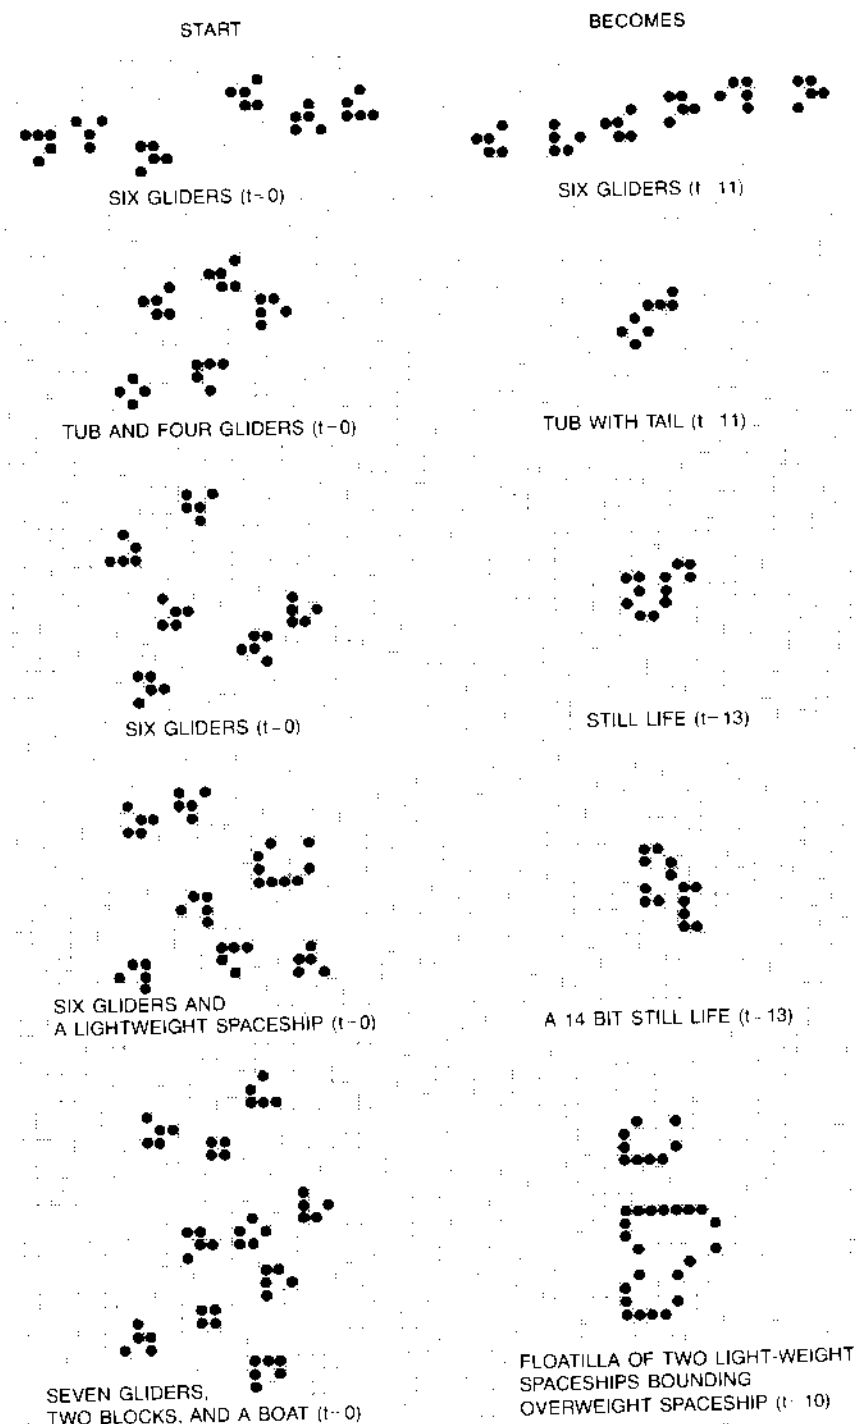 START
BECOMES
SIX GLIDERS (t-0)
SIX GLIDERS (t 11)
TUB AND FOUR GLIDERS (t-0)
TUB WITH TAIL (t 11)
SIX GLIDERS (t-0)
STILL LIFE (t-13)
SIX GLIDERS AND
A LIGHTWEIGHT SPACESHIP (t-0)
A 14 BIT STILL LIFE (t-13)
SEVEN GLIDERS,
TWO BLOCKS, AND A BOAT (t-0)
FLOATILLA OF TWO LIGHT-WEIGHT
SPACESHIPS BOUNDING
OVERWEIGHT SPACESHIP (t 10)